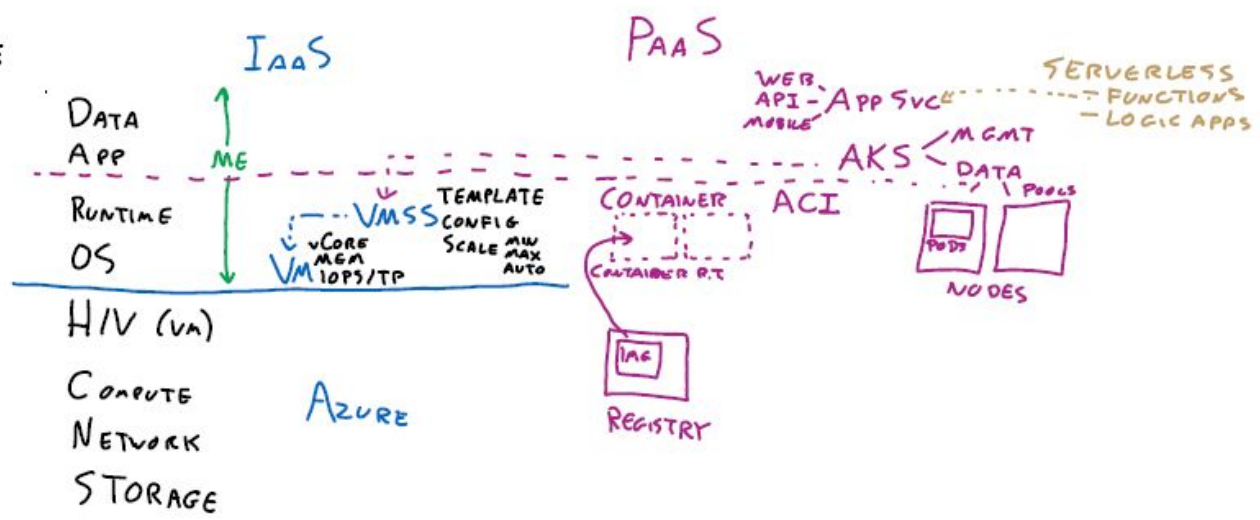 IAAS
PAAS
DATA
APP
ME
RUNTIME
OS
VMSS
TEMPLATE
CONFIG
SCALE MIN
MAX
AUTO
VM
vCORE
MEM
IOPS/TP
H/V (VM)
COMPUTE
NETWORK
STORAGE
AZURE
WEB
API - APP SVC
MOBILE
SERVERLESS
- FUNCTIONS
- LOGIC APPS
AKS
MGMT
DATA
POOLS
ACI
CONTAINER
CONTAINER R.T
IMG
REGISTRY
PODS
NODES